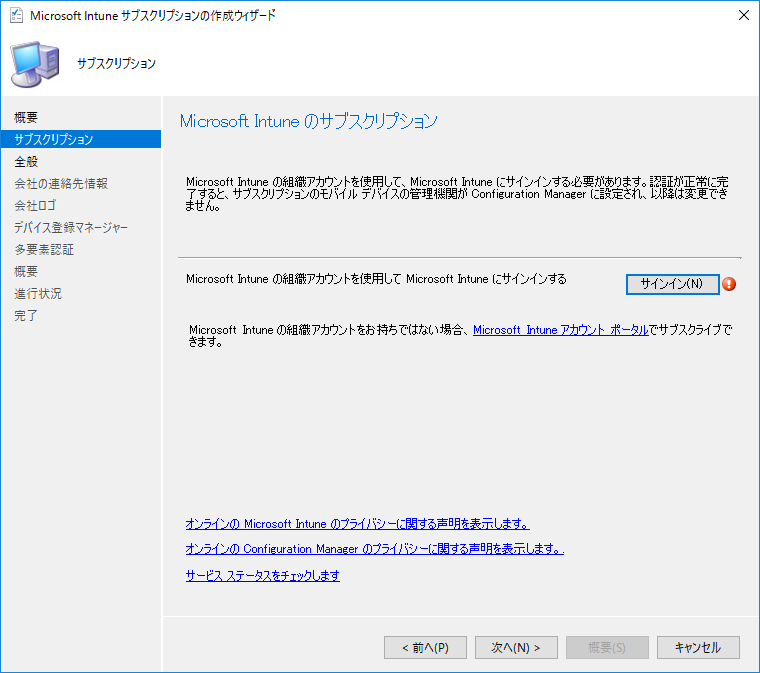 Microsoft Intune サブスクリプションの作成ウィザード
サブスクリプション
概要
サブスクリプション
全般
会社の連絡先情報
会社ロゴ
デバイス登録マネージャー
多要素認証
概要
進行状況
完了
Microsoft Intune のサブスクリプション
Microsoft Intune の組織アカウントを使用して、Microsoft Intune にサインインする必要があります。認証が正常に完
了すると、サブスクリプションのモバイル デバイスの管理機関が Configuration Manager に設定され、以降は変更でき
ません。
Microsoft Intune の組織アカウントを使用して Microsoft Intune にサインインする
サインイン(N)
Microsoft Intune の組織アカウントをお持ちではない場合、Microsoft Intune アカウント ポータルでサブスクライブで
きます。
オンラインの Microsoft Intune のプライバシーに関する声明を表示します。
オンラインの Configuration Manager のプライバシーに関する声明を表示します。.
サービス ステータスをチェックします
< 前へ(P)
次へ(N) >
概要(S)
キャンセル